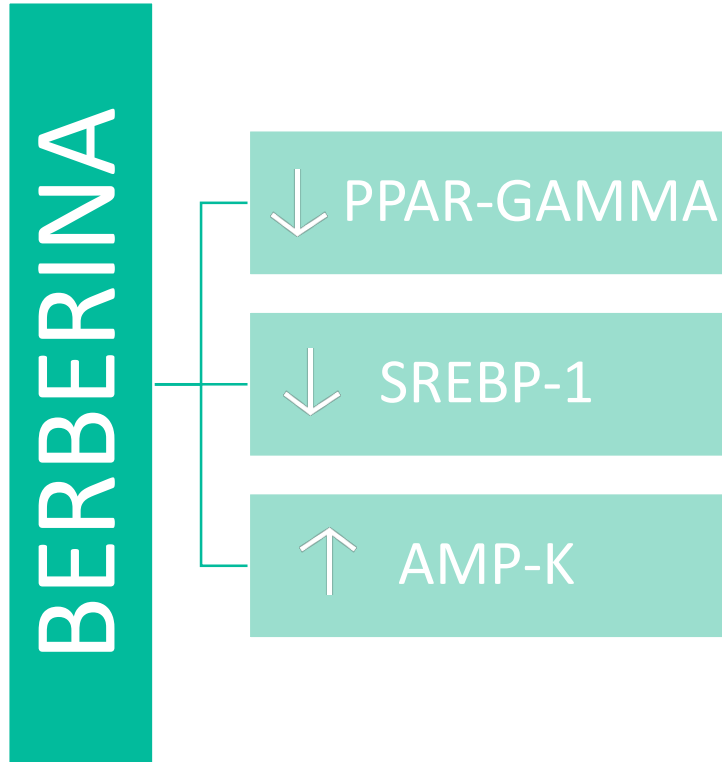 BERBERINA
↓ PPAR-GAMMA
↓ SREBP-1
↑ AMP-K